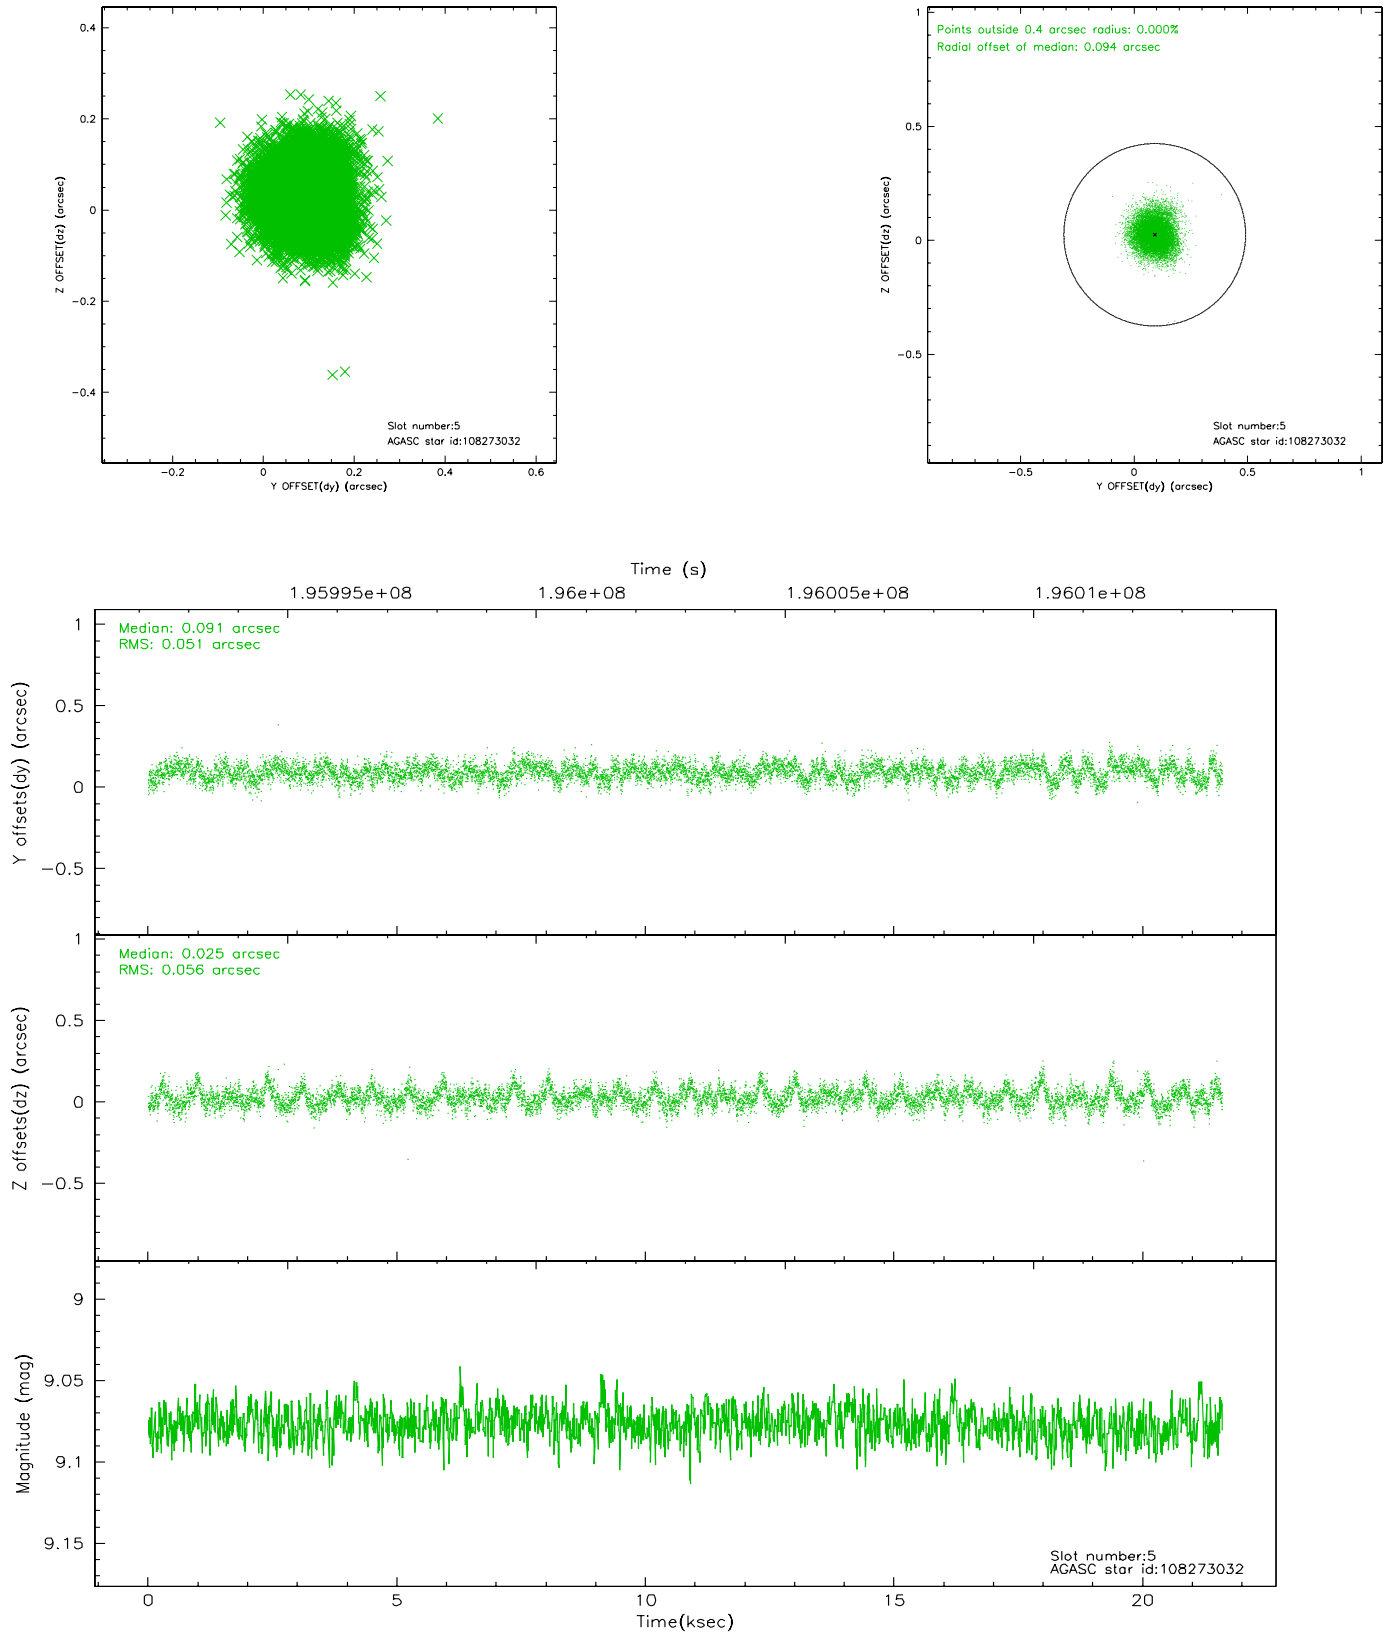 0.4
0.2
0
−0.2
−0.4
Z OFFSET(dz) (arcsec)
Slot number:5
AGASC star id:108273032
−0.2 0 0.2 0.4 0.6
Y OFFSET(dy) (arcsec)
Points outside 0.4 arcsec radius: 0.000%
Radial offset of median: 0.094 arcsec
1
0.5
0
−0.5
Z OFFSET(dz) (arcsec)
Slot number:5
AGASC star id:108273032
−0.5 0 0.5 1
Y OFFSET(dy) (arcsec)
Time (s)
1.95995e+08 1.96e+08 1.96005e+08 1.9601e+08
Median: 0.091 arcsec
RMS: 0.051 arcsec
1
0.5
0
−0.5
Y offsets(dy) (arcsec)
Median: 0.025 arcsec
RMS: 0.056 arcsec
1
0.5
0
−0.5
Z offsets(dz) (arcsec)
9
9.05
9.1
9.15
Magnitude (mag)
Slot number:5
AGASC star id:108273032
0 5 10 15 20
Time(ksec)